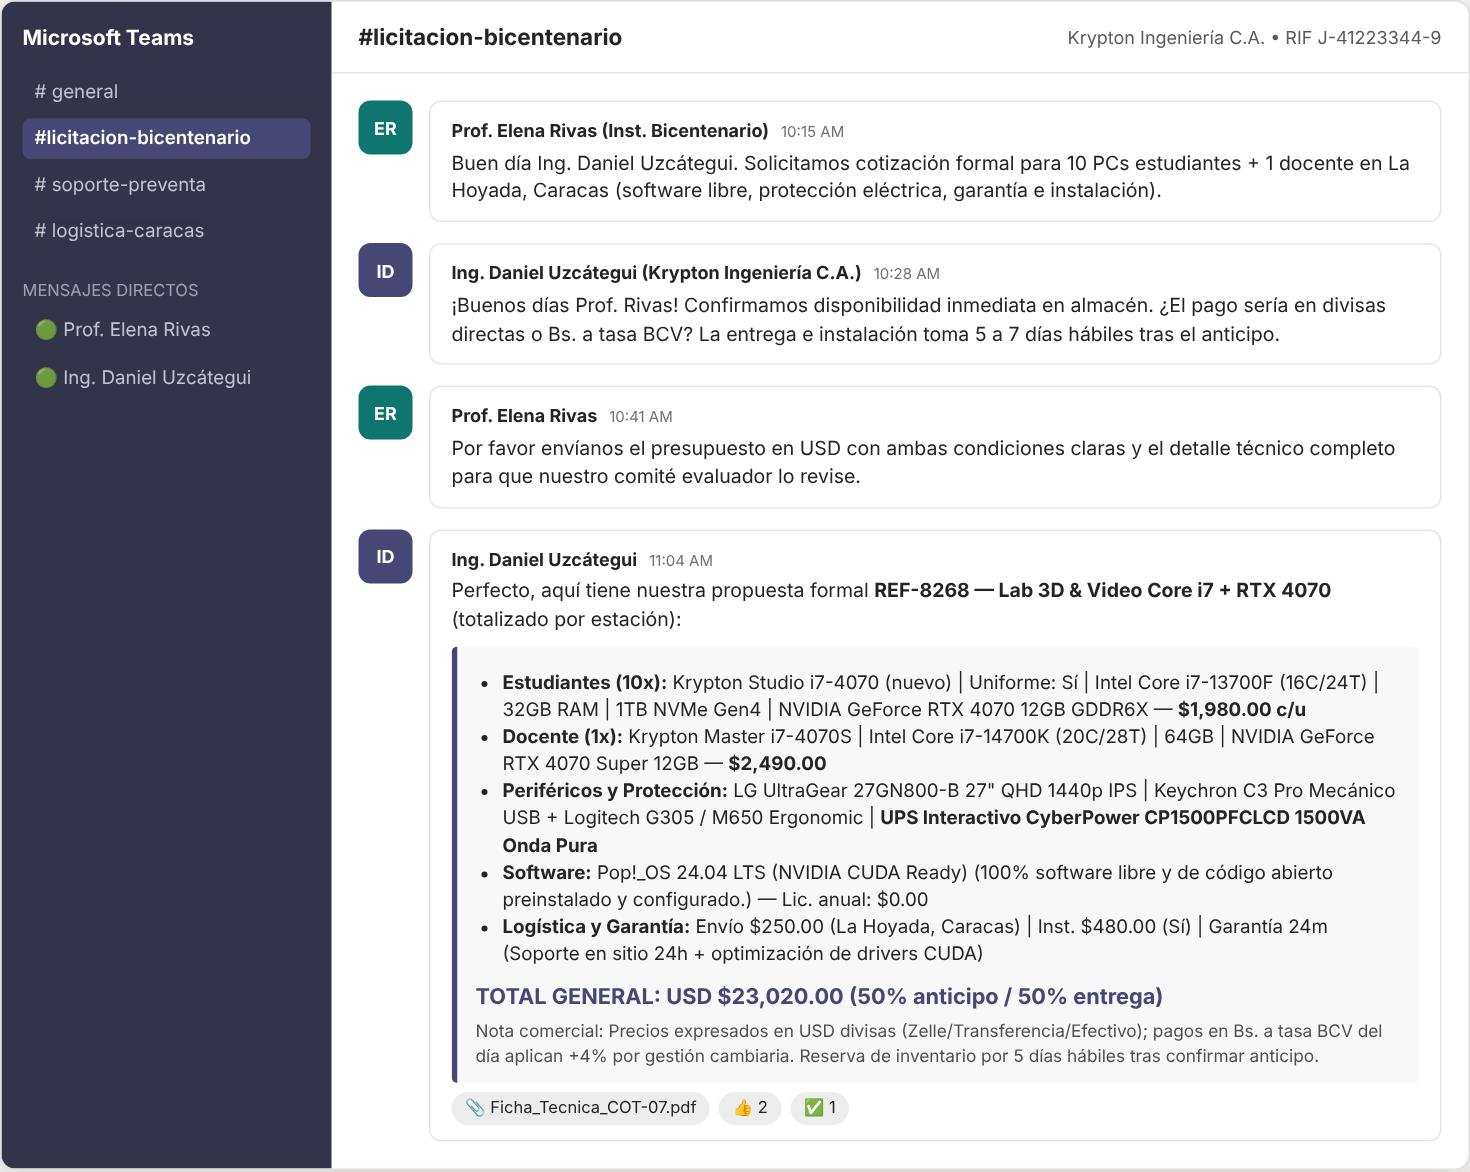 Microsoft Teams
# general
#licitacion-bicentenario
# soporte-preventa
# logistica-caracas
MENSAJES DIRECTOS
Prof. Elena Rivas
Ing. Daniel Uzcátegui
#licitacion-bicentenario
Krypton Ingeniería C.A. • RIF J-41223344-9
ER
Prof. Elena Rivas (Inst. Bicentenario) 10:15 AM
Buen día Ing. Daniel Uzcátegui. Solicitamos cotización formal para 10 PCs estudiantes + 1 docente en La
Hoyada, Caracas (software libre, protección eléctrica, garantía e instalación).
ID
Ing. Daniel Uzcátegui (Krypton Ingeniería C.A.) 10:28 AM
¡Buenos días Prof. Rivas! Confirmamos disponibilidad inmediata en almacén. ¿El pago sería en divisas
directas o Bs. a tasa BCV? La entrega e instalación toma 5 a 7 días hábiles tras el anticipo.
ER
Prof. Elena Rivas 10:41 AM
Por favor envíanos el presupuesto en USD con ambas condiciones claras y el detalle técnico completo
para que nuestro comité evaluador lo revise.
ID
Ing. Daniel Uzcátegui 11:04 AM
Perfecto, aquí tiene nuestra propuesta formal REF-8268 — Lab 3D & Video Core i7 + RTX 4070
(totalizado por estación):
• Estudiantes (10x): Krypton Studio i7-4070 (nuevo) | Uniforme: Sí | Intel Core i7-13700F (16C/24T) |
32GB RAM | 1TB NVMe Gen4 | NVIDIA GeForce RTX 4070 12GB GDDR6X — $1,980.00 c/u
• Docente (1x): Krypton Master i7-4070S | Intel Core i7-14700K (20C/28T) | 64GB | NVIDIA GeForce
RTX 4070 Super 12GB — $2,490.00
• Periféricos y Protección: LG UltraGear 27GN800-B 27" QHD 1440p IPS | Keychron C3 Pro Mecánico
USB + Logitech G305 / M650 Ergonomic | UPS Interactivo CyberPower CP1500PFCLCD 1500VA
Onda Pura
• Software: Pop!_OS 24.04 LTS (NVIDIA CUDA Ready) (100% software libre y de código abierto
preinstalado y configurado.) — Lic. anual: $0.00
• Logística y Garantía: Envío $250.00 (La Hoyada, Caracas) | Inst. $480.00 (Sí) | Garantía 24m
(Soporte en sitio 24h + optimización de drivers CUDA)
TOTAL GENERAL: USD $23,020.00 (50% anticipo / 50% entrega)
Nota comercial: Precios expresados en USD divisas (Zelle/Transferencia/Efectivo); pagos en Bs. a tasa BCV del
día aplican +4% por gestión cambiaria. Reserva de inventario por 5 días hábiles tras confirmar anticipo.
📎 Ficha_Tecnica_COT-07.pdf 👍 2 ✅ 1